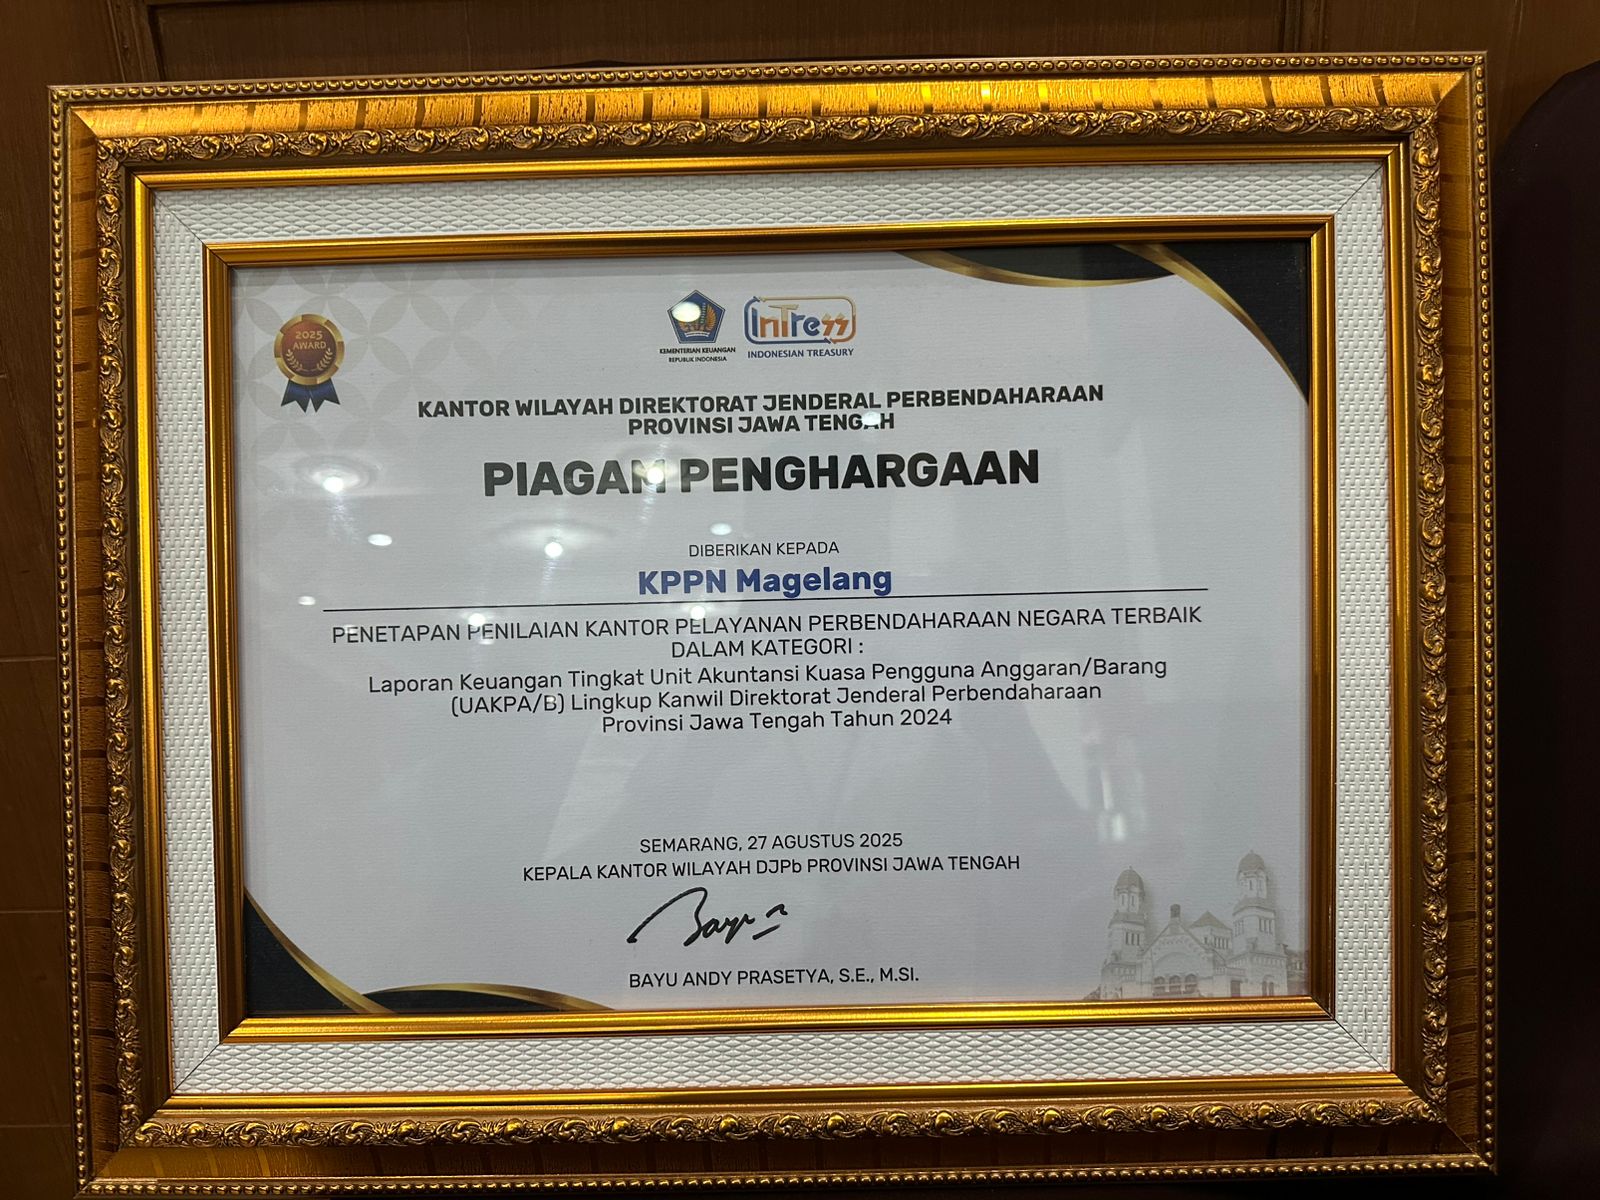 2025
AWARD
KEMENTERIAN KEUANGAN
REPUBLIK INDONESIA
InTress
INDONESIAN TREASURY
KANTOR WILAYAH DIREKTORAT JENDERAL PERBENDAHARAAN
PROVINSI JAWA TENGAH
PIAGAM PENGHARGAAN
DIBERIKAN KEPADA
KPPN Magelang
PENETAPAN PENILAIAN KANTOR PELAYANAN PERBENDAHARAAN NEGARA TERBAIK
DALAM KATEGORI :
Laporan Keuangan Tingkat Unit Akuntansi Kuasa Pengguna Anggaran/Barang
(UAKPA/B) Lingkup Kanwil Direktorat Jenderal Perbendaharaan
Provinsi Jawa Tengah Tahun 2024
SEMARANG, 27 AGUSTUS 2025
KEPALA KANTOR WILAYAH DJPb PROVINSI JAWA TENGAH
BAYU ANDY PRASETYA, S.E., M.SI.